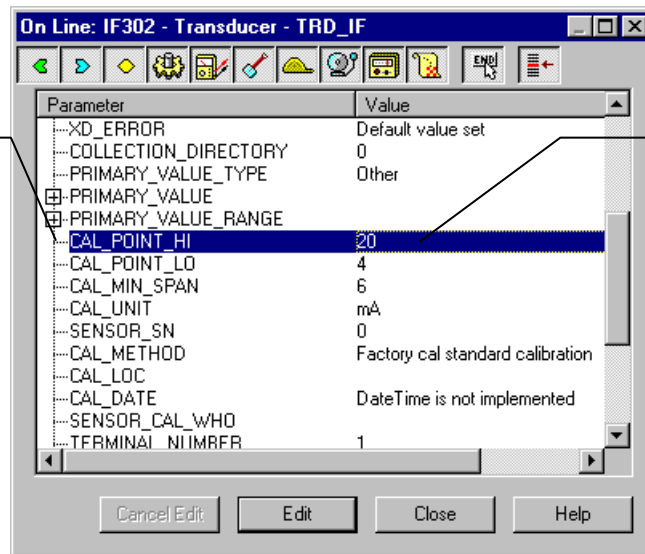 On Line: IF302 - Transducer - TRD_IF
END
Parameter Value
XD_ERROR Default value set
COLLECTION_DIRECTORY 0
PRIMARY_VALUE_TYPE Other
PRIMARY_VALUE
PRIMARY_VALUE_RANGE
CAL_POINT_HI 20
CAL_POINT_LO 4
CAL_MIN_SPAN 6
CAL_UNIT mA
SENSOR_SN 0
CAL_METHOD Factory cal standard calibration
CAL_LOC
CAL_DATE DateTime is not implemented
SENSOR_CAL_WHO
TERMINAL_NUMBER 1
Cancel Edit Edit Close Help